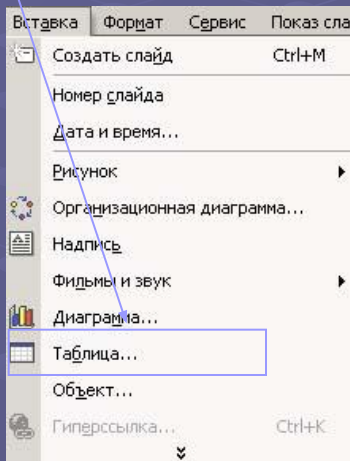 Вставка Формат Сервис Показ сла
Создать слайд Ctrl+M
Номер слайда
Дата и время...
Рисунок
Организационная диаграмма...
Надпись
Фильмы и звук
Диаграмма...
Таблица...
Объект...
Гиперссылка... Ctrl+K